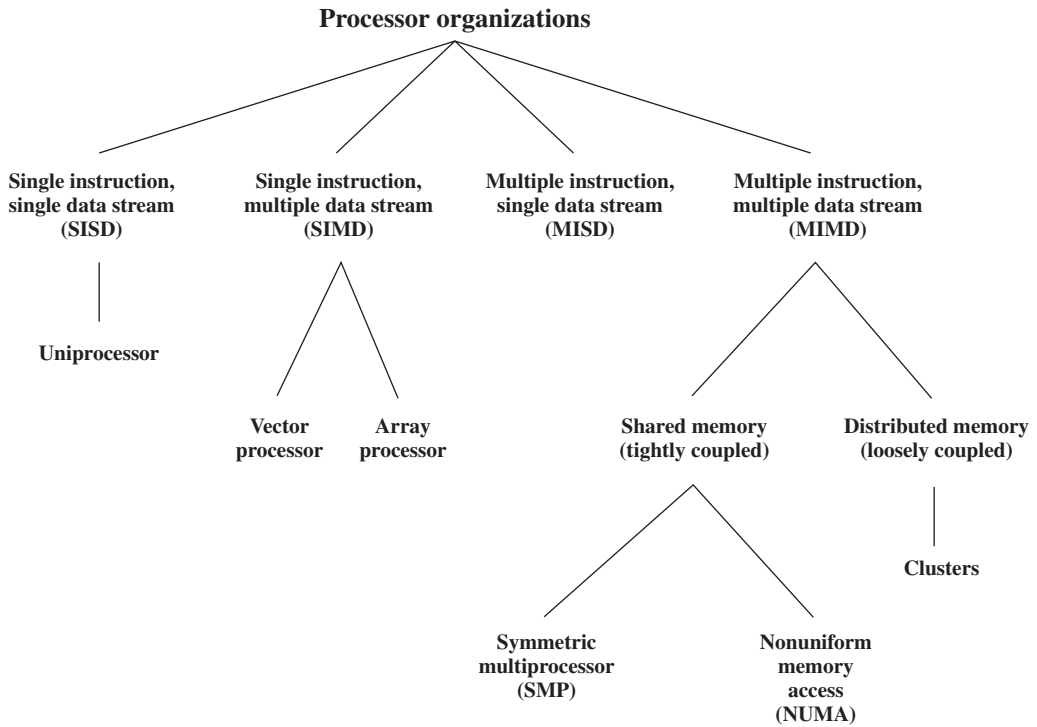 Processor organizations
Single instruction,
single data stream
(SISD)
Single instruction,
multiple data stream
(SIMD)
Multiple instruction,
single data stream
(MISD)
Multiple instruction,
multiple data stream
(MIMD)
Uniprocessor
Vector
processor
Array
processor
Shared memory
(tightly coupled)
Distributed memory
(loosely coupled)
Clusters
Symmetric
multiprocessor
(SMP)
Nonuniform
memory
access
(NUMA)